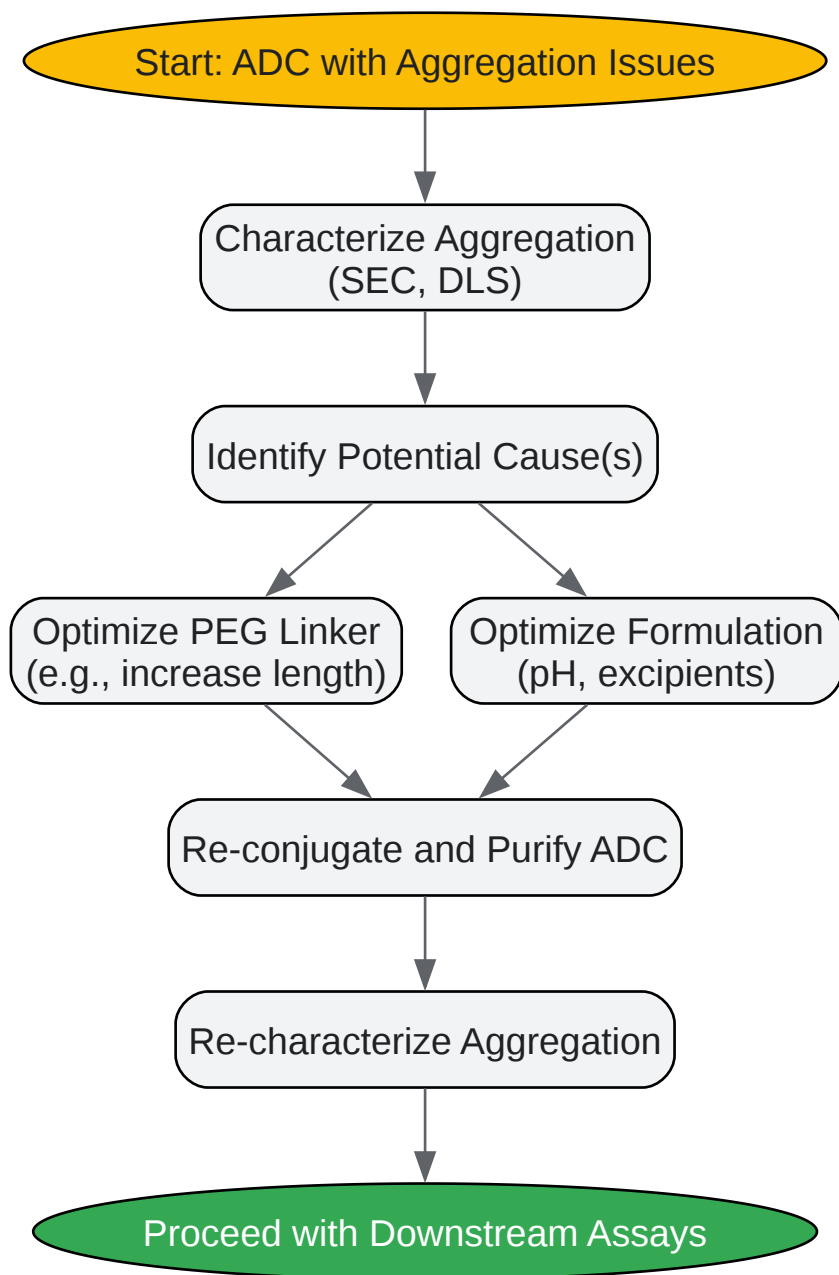 Start: ADC with Aggregation Issues
Characterize Aggregation
(SEC, DLS)
Identify Potential Cause(s)
Optimize PEG Linker
(e.g., increase length)
Optimize Formulation
(pH, excipients)
Re-conjugate and Purify ADC
Re-characterize Aggregation
Proceed with Downstream Assays